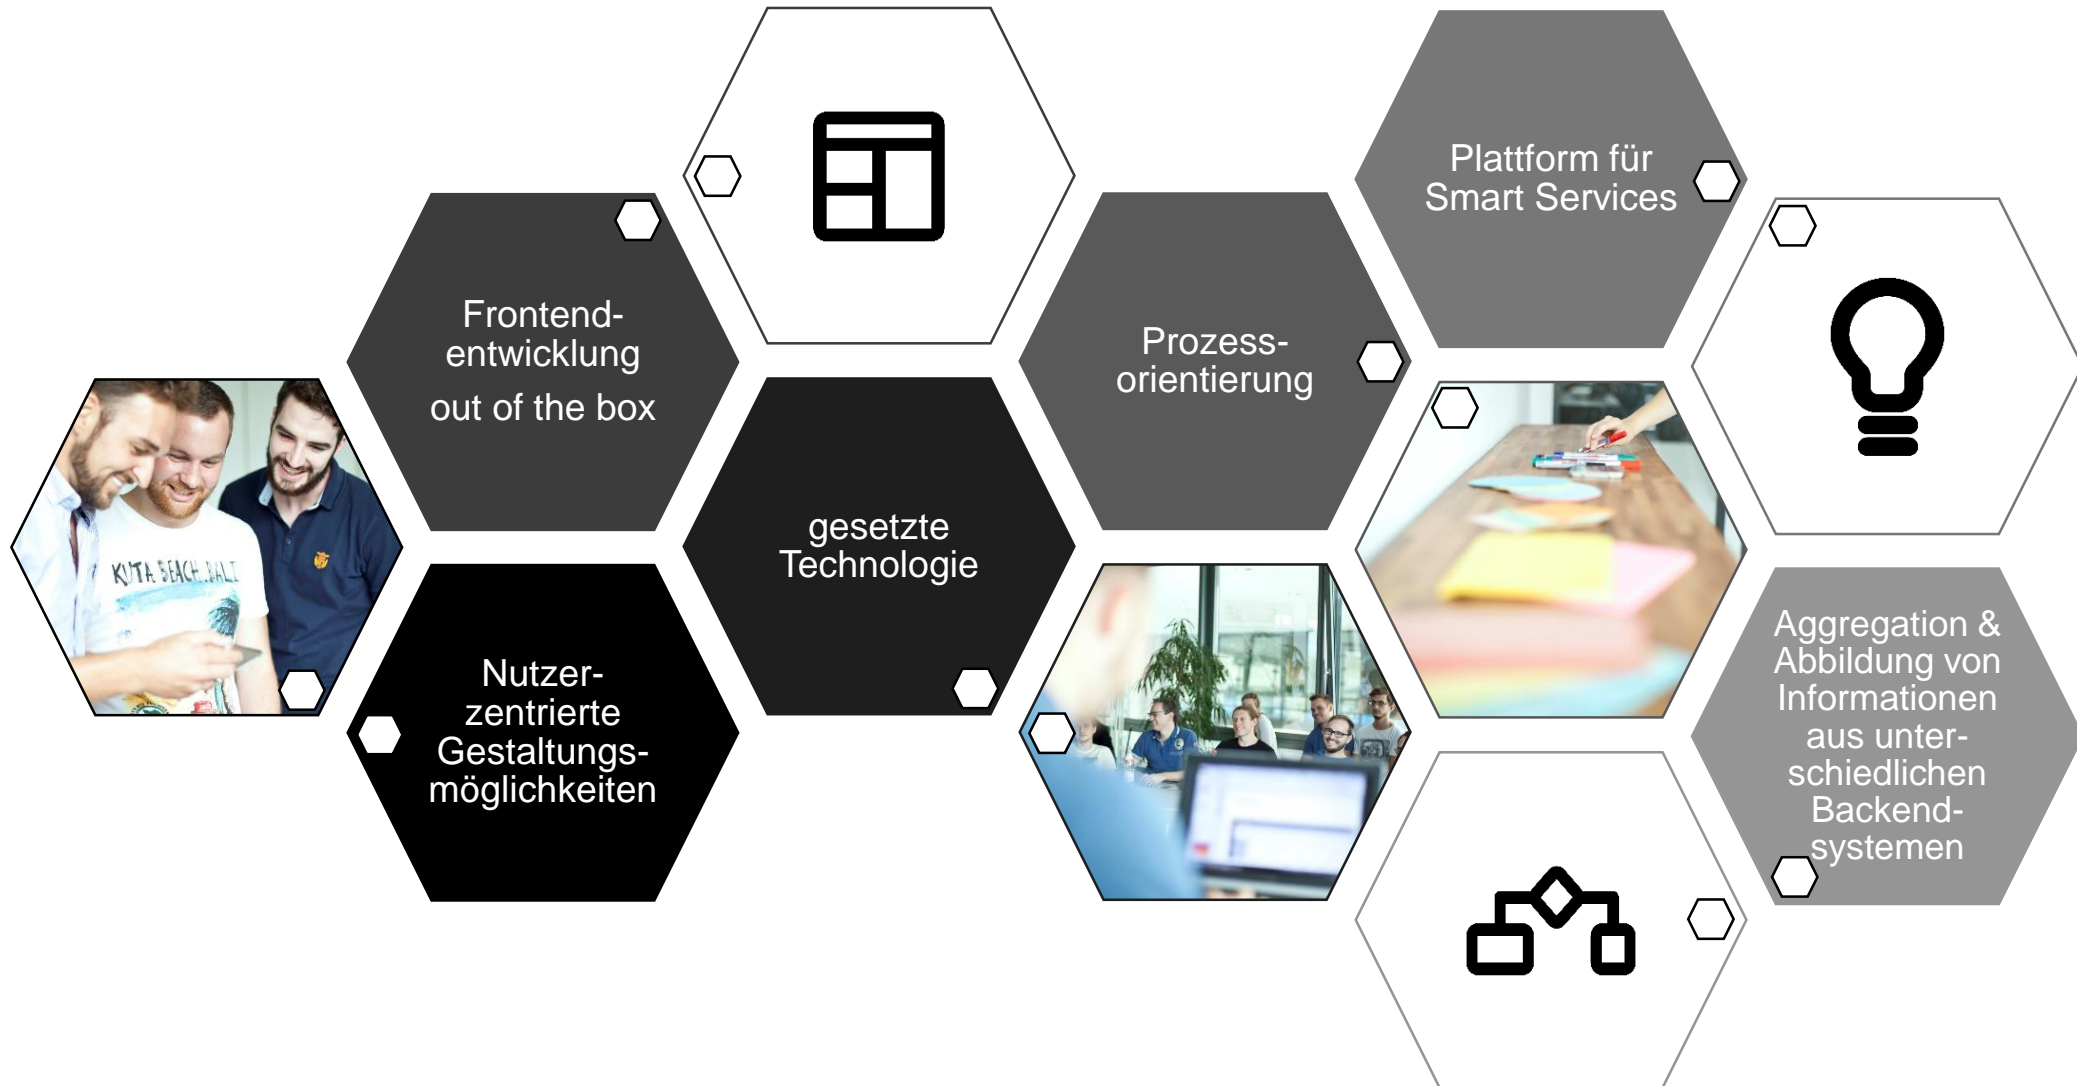 Frontend-
entwicklung
out of the box
Nutzer-
zentrierte
Gestaltungs-
möglichkeiten
gesetzte
Technologie
Prozess-
orientierung
Plattform für
Smart Services
Aggregation &
Abbildung von
Informationen
aus unter-
schiedlichen
Backend-
systemen
KUTA BEACH BALI